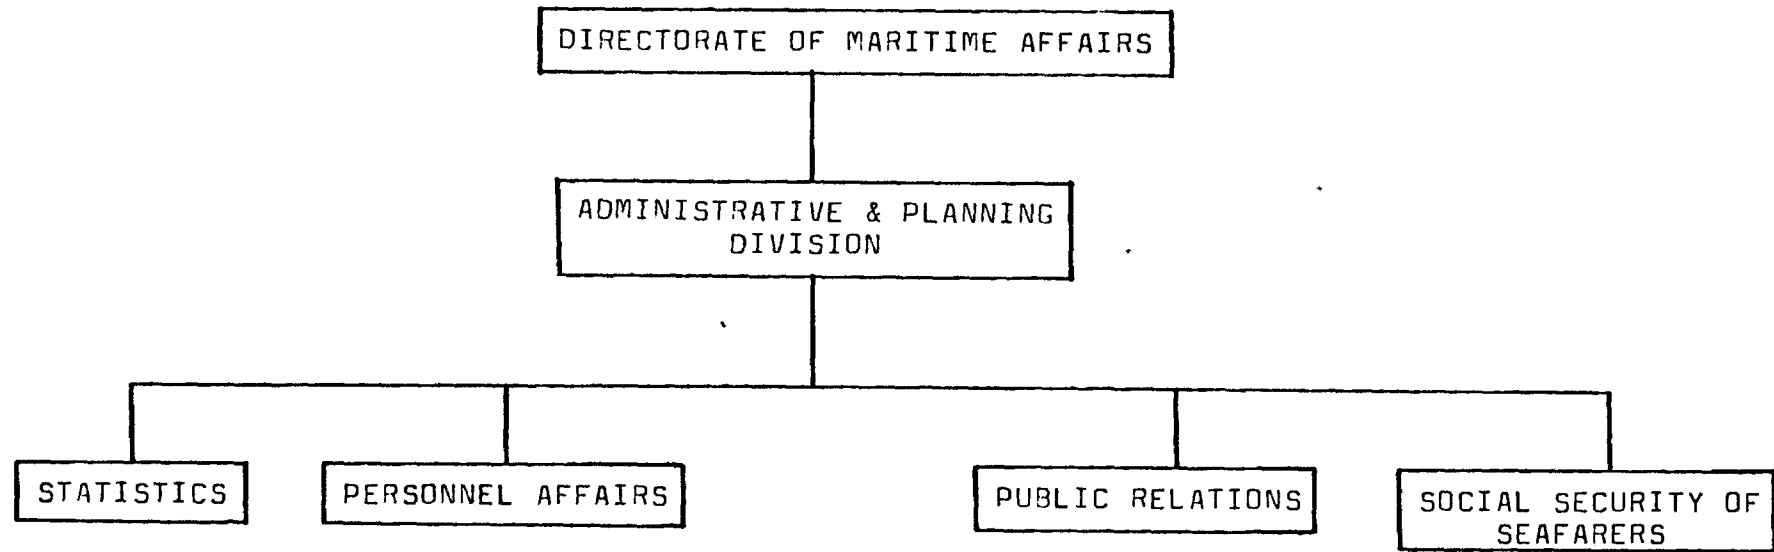 DIRECTORATE OF MARITIME AFFAIRS
ADMINISTRATIVE & PLANNING
DIVISION
STATISTICS
PERSONNEL AFFAIRS
PUBLIC RELATIONS
SOCIAL SECURITY OF
SEAFARERS